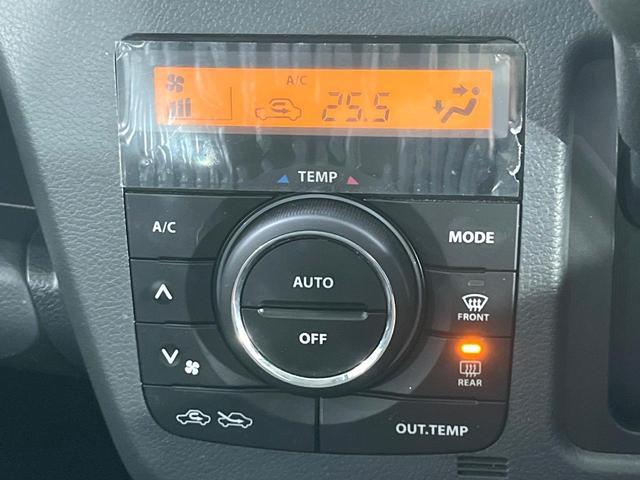 A/C
25.5
TEMP
A/C
MODE
AUTO
OFF
FRONT
REAR
OUT.TEMP